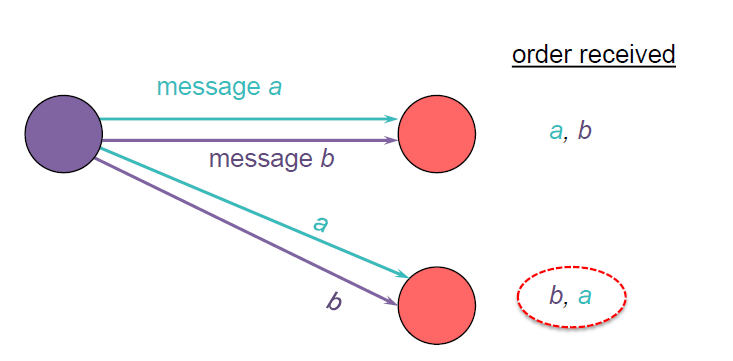 order received
message a
a, b
message b
a
b
b, a